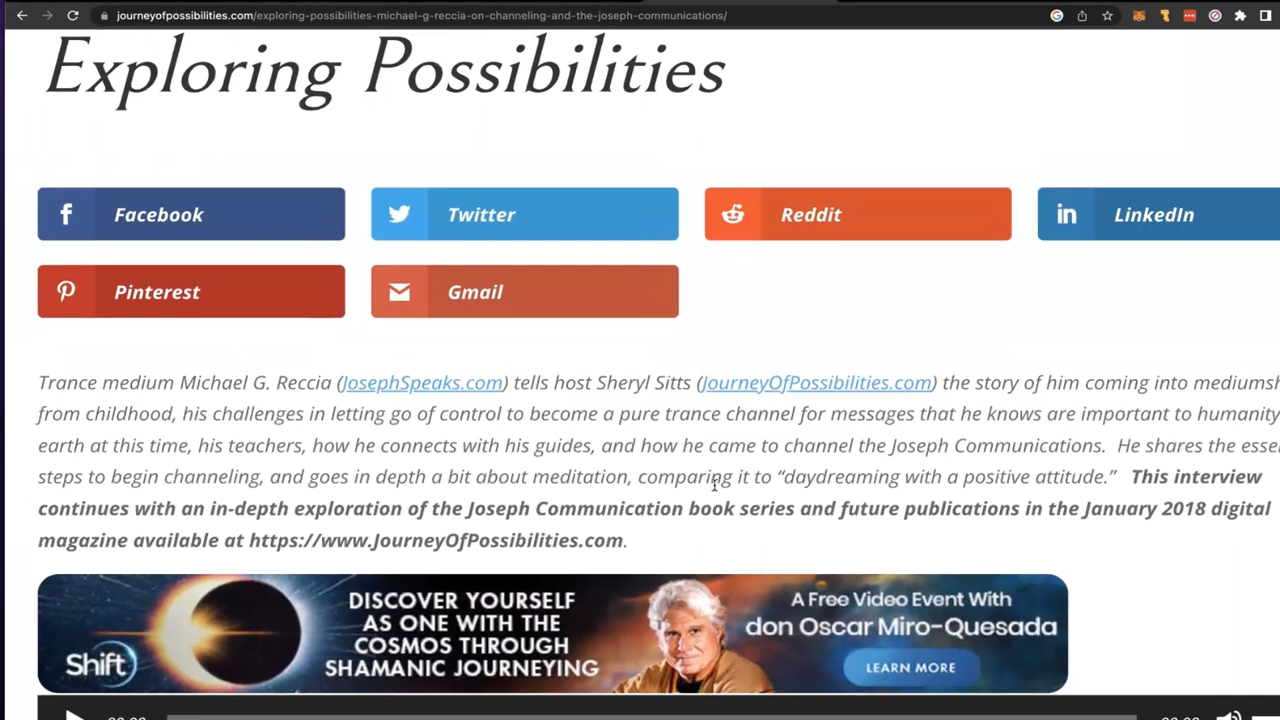 journeyofpossibilities.com/exploring-possibilities-michael-g-reccia-on-channeling-and-the-joseph-communications/
Exploring Possibilities
Facebook
Twitter
Reddit
LinkedIn
Pinterest
Gmail
Trance medium Michael G. Reccia (JosephSpeaks.com) tells host Sheryl Sitts (JourneyOfPossibilities.com) the story of him coming into
from childhood, his challenges in letting go of control to become a pure trance channel for messages that he knows are important to humanity
earth at this time, his teachers, how he connects with his guides, and how he came to channel the Joseph Communications. He shares the
steps to begin channeling, and goes in depth a bit about meditation, comparing it to “daydreaming with a positive attitude.” This interview
continues with an in-depth exploration of the Joseph Communication book series and future publications in the January 2018 digital
magazine available at https://www.JourneyOfPossibilities.com.
DISCOVER YOURSELF
AS ONE WITH THE
COSMOS THROUGH
SHAMANIC JOURNEYING
Shift
A Free Video Event With
don Oscar Miro-Quesada
LEARN MORE